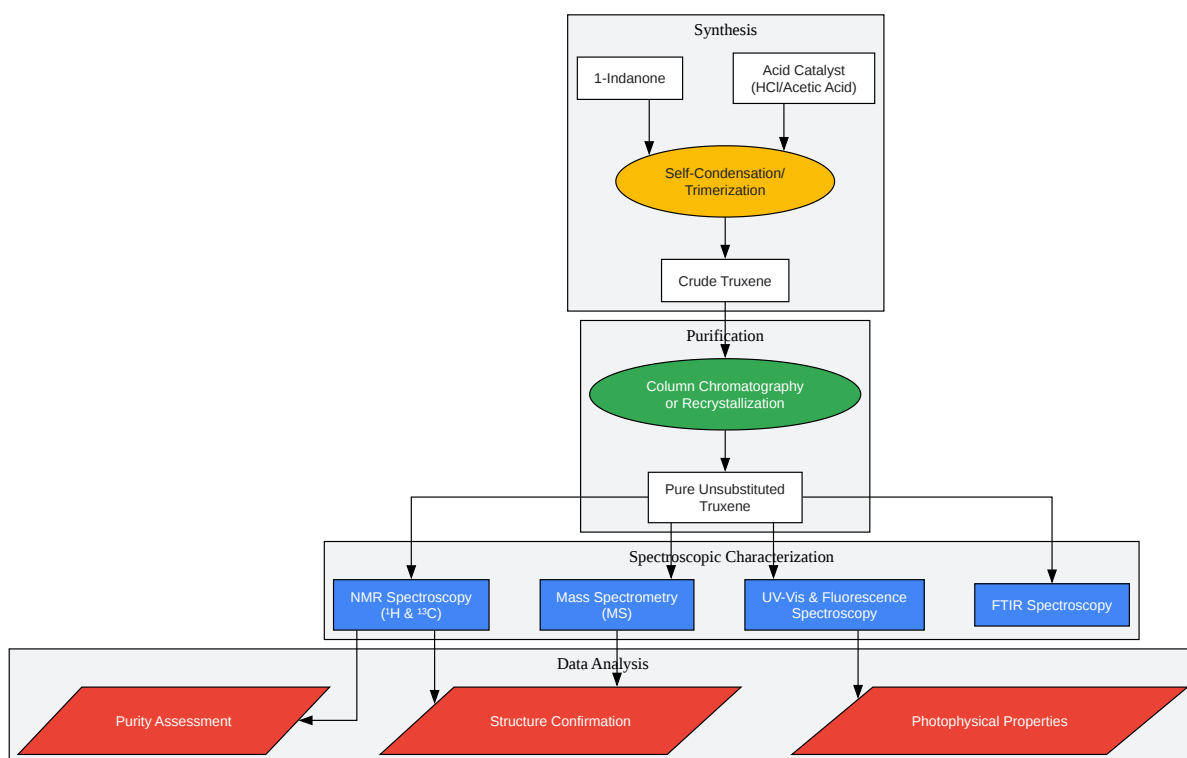 Synthesis
1-Indanone
Acid Catalyst
(HCl/Acetic Acid)
Self-Condensation/
Trimerization
Crude Truxene
Purification
Column Chromatography
or Recrystallization
Pure Unsubstituted
Truxene
Spectroscopic Characterization
NMR Spectroscopy
(¹H & ¹³C)
Mass Spectrometry
(MS)
UV-Vis & Fluorescence
Spectroscopy
FTIR Spectroscopy
Data Analysis
Purity Assessment
Structure Confirmation
Photophysical Properties